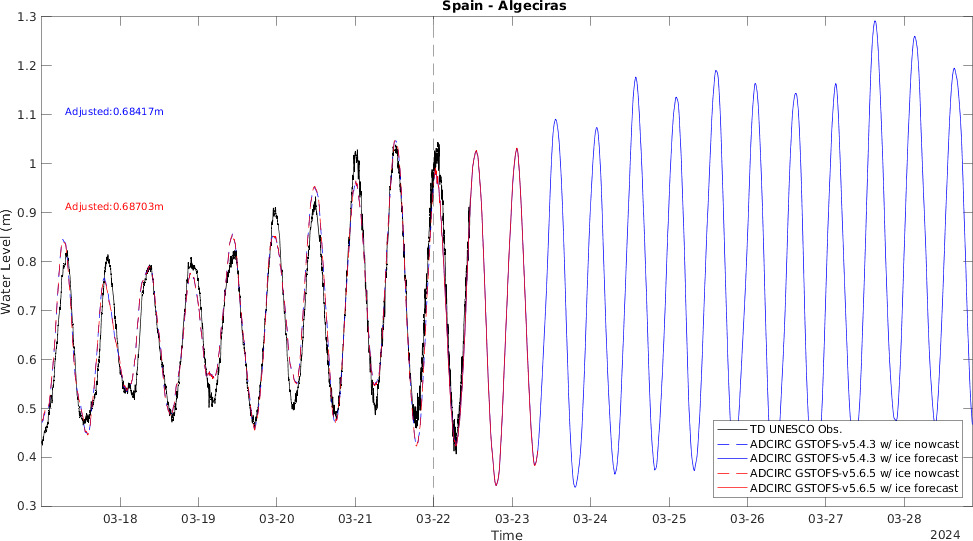 Spain - Algeciras
1.3
1.2
1.1
1
0.9
0.8
0.7
0.6
0.5
0.4
0.3
Water Level (m)
Adjusted:0.68417m
Adjusted:0.68703m
TD UNESCO Obs.
ADCIRC GSTOFS-v5.4.3 w/ ice nowcast
ADCIRC GSTOFS-v5.4.3 w/ ice forecast
ADCIRC GSTOFS-v5.6.5 w/ ice nowcast
ADCIRC GSTOFS-v5.6.5 w/ ice forecast
03-18 03-19 03-20 03-21 03-22 03-23 03-24 03-25 03-26 03-27 03-28
Time
2024